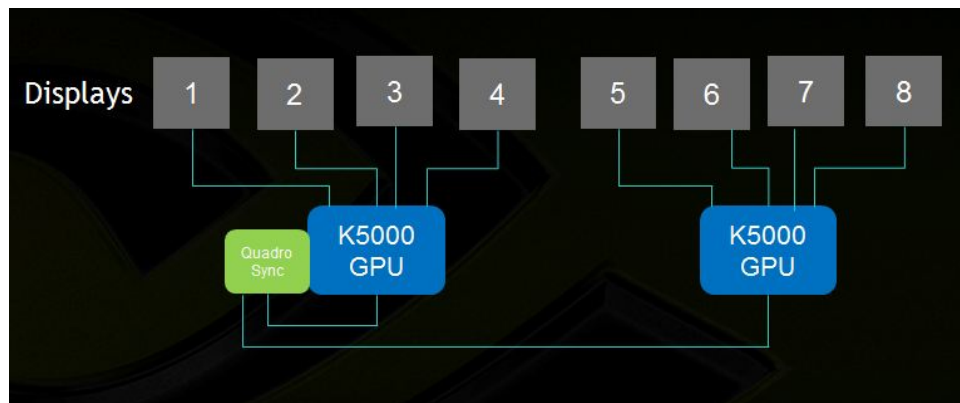 Displays 1 2 3 4 5 6 7 8
K5000
GPU
Quadro
Sync
K5000
GPU